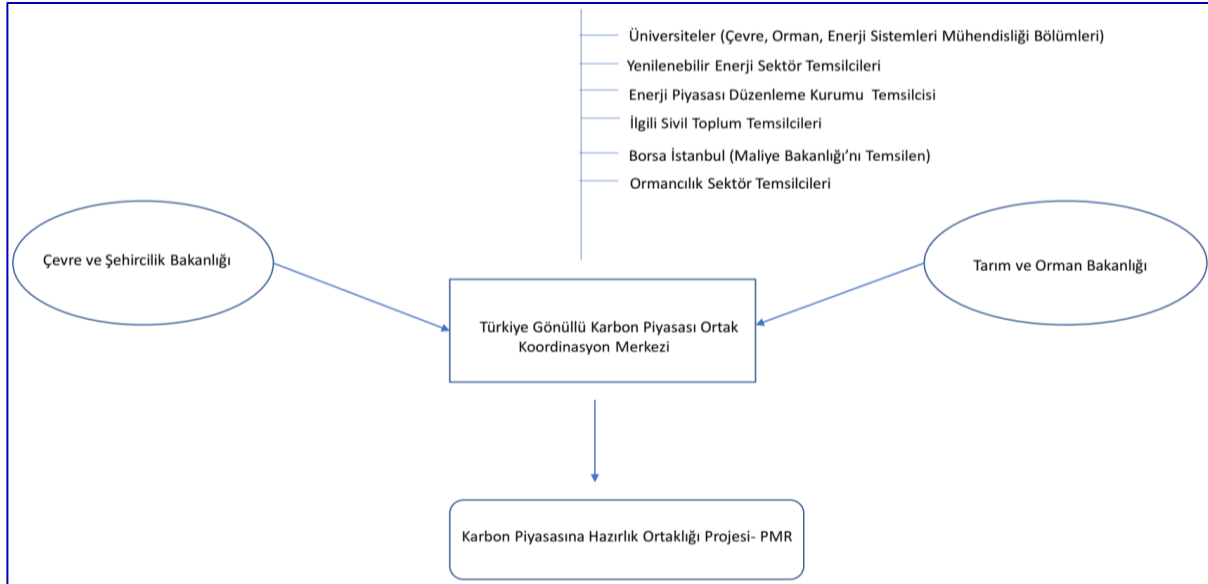 Üniversiteler (Çevre, Orman, Enerji Sistemleri Mühendisliği Bölümleri)
Yenilenebilir Enerji Sektör Temsilcileri
Enerji Piyasası Düzenleme Kurumu Temsilcisi
İlgili Sivil Toplum Temsilcileri
Borsa İstanbul (Maliye Bakanlığı'nı Temsilen)
Ormancılık Sektör Temsilcileri
Çevre ve Şehircilik Bakanlığı
Tarım ve Orman Bakanlığı
Türkiye Gönüllü Karbon Piyasası Ortak
Koordinasyon Merkezi
Karbon Piyasasına Hazırlık Ortaklığı Projesi- PMR